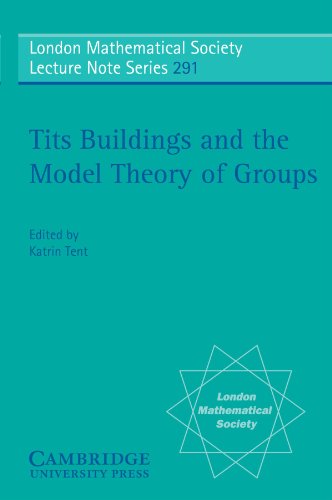 London Mathematical Society
Lecture Note Series 291
Tits Buildings and the
Model Theory of Groups
Edited by
Katrin Tent
London
Mathematical
Society
CAMBRIDGE
UNIVERSITY PRESS